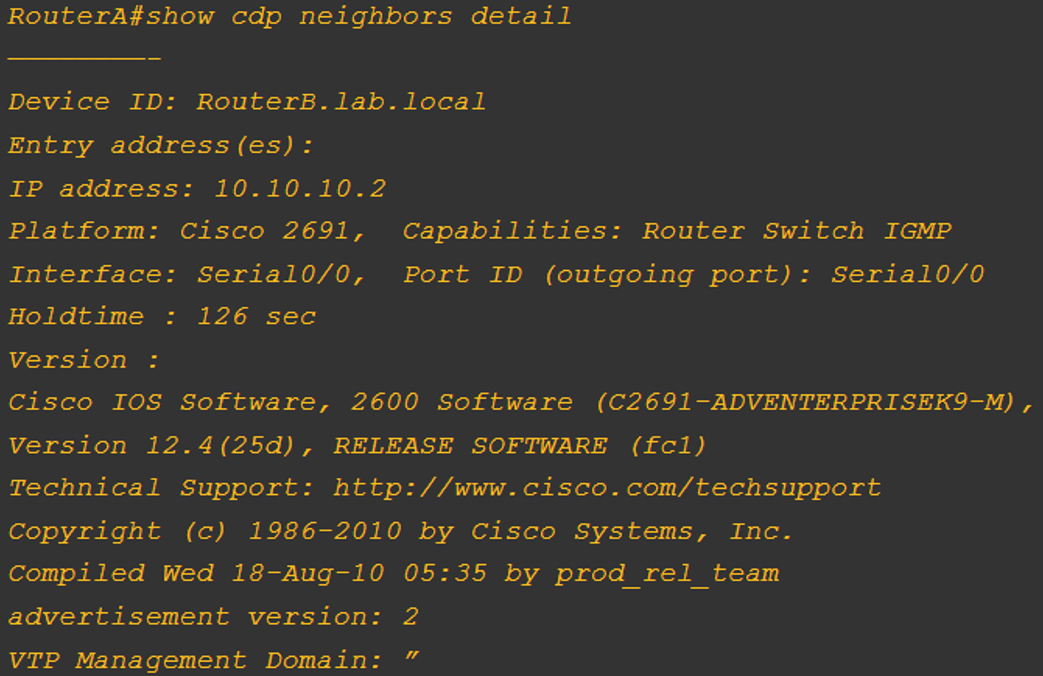 RouterA#show cdp neighbors detail
————————-
Device ID: RouterB.lab.local
Entry address(es):
IP address: 10.10.10.2
Platform: Cisco 2691,  Capabilities: Router Switch IGMP
Interface: Serial0/0,  Port ID (outgoing port): Serial0/0
Holdtime : 126 sec
Version :
Cisco IOS Software, 2600 Software (C2691-ADVENTERPRISEK9-M),
Version 12.4(25d), RELEASE SOFTWARE (fc1)
Technical Support: http://www.cisco.com/techsupport
Copyright (c) 1986-2010 by Cisco Systems, Inc.
Compiled Wed 18-Aug-10 05:35 by prod_rel_team
advertisement version: 2
VTP Management Domain: ”